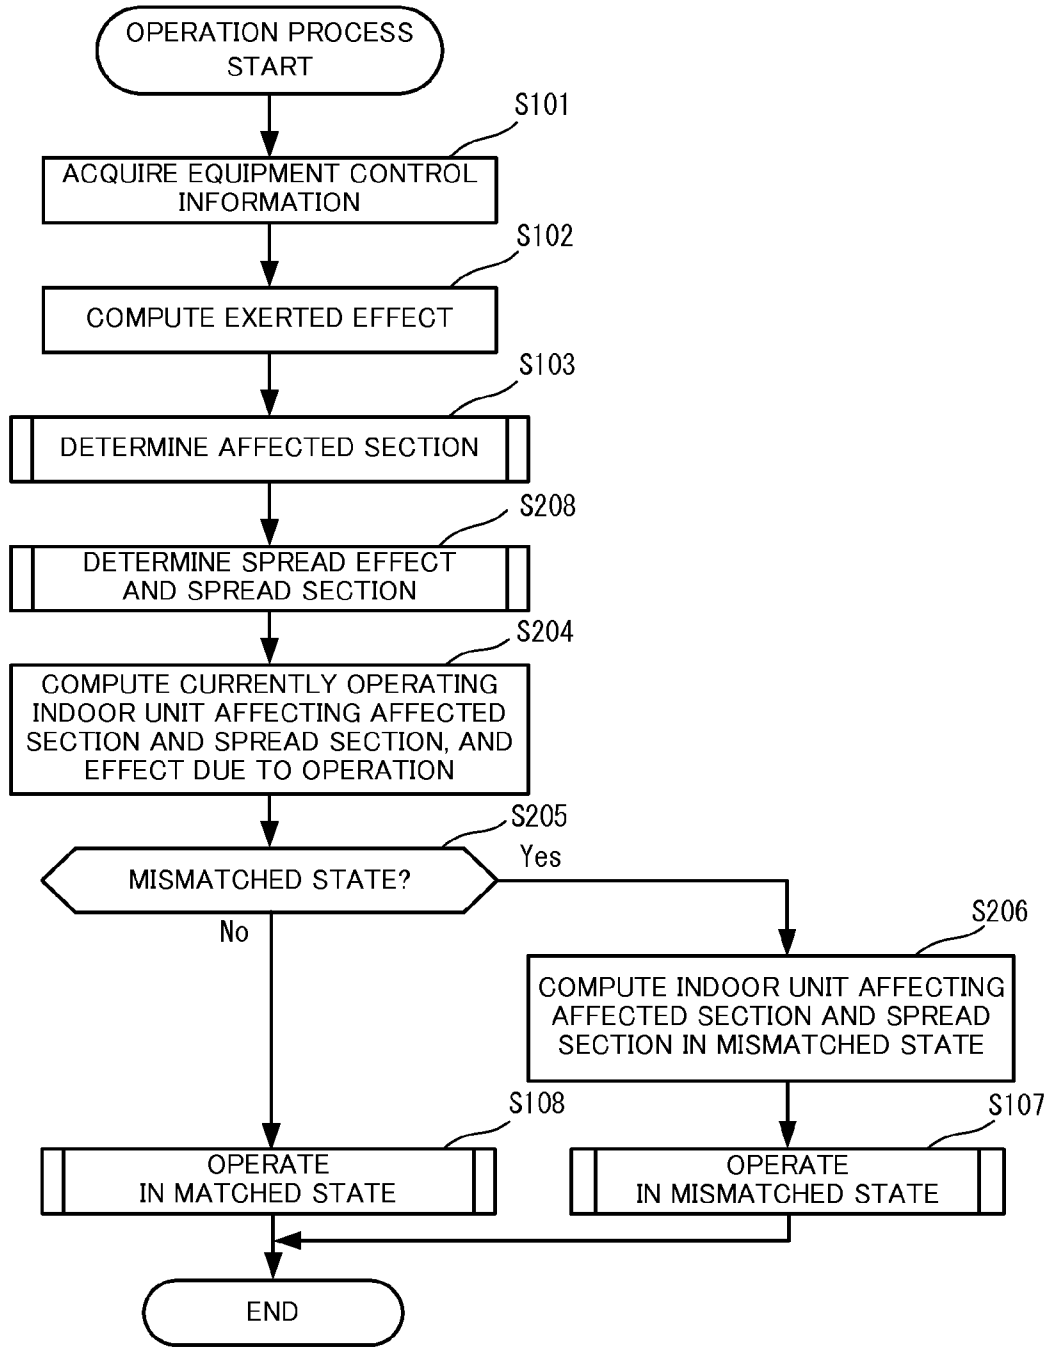 OPERATION PROCESS
START
S101
ACQUIRE EQUIPMENT CONTROL
INFORMATION
S102
COMPUTE EXERTED EFFECT
S103
DETERMINE AFFECTED SECTION
S208
DETERMINE SPREAD EFFECT
AND SPREAD SECTION
S204
COMPUTE CURRENTLY OPERATING
INDOOR UNIT AFFECTING AFFECTED
SECTION AND SPREAD SECTION, AND
EFFECT DUE TO OPERATION
S205
MISMATCHED STATE?
Yes
No
S206
COMPUTE INDOOR UNIT AFFECTING
AFFECTED SECTION AND SPREAD
SECTION IN MISMATCHED STATE
S108
OPERATE
IN MATCHED STATE
S107
OPERATE
IN MISMATCHED STATE
END